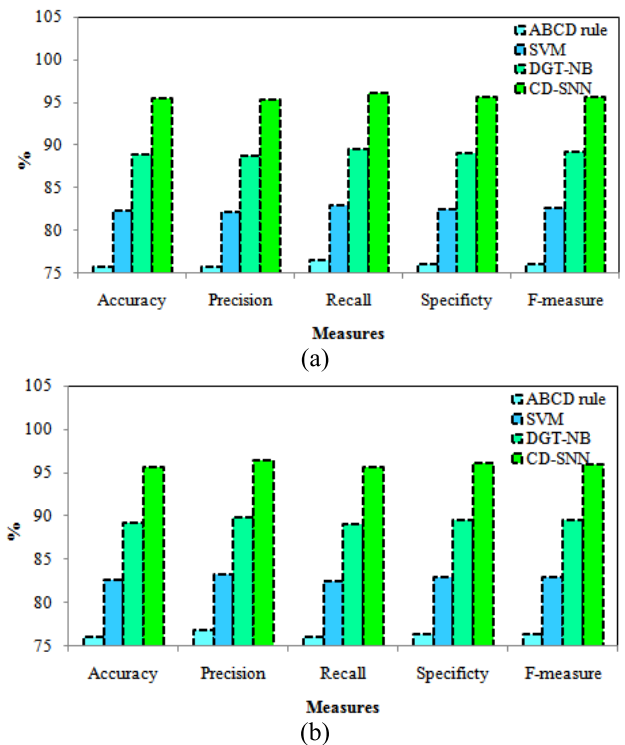 105
100
95
90
85
80
75
%
ABCD rule
SVM
DGT-NB
CD-SNN
Accuracy Precision Recall Specificty F-measure
Measures
(a)
105
100
95
90
85
80
75
%
ABCD rule
SVM
DGT-NB
CD-SNN
Accuracy Precision Recall Specificty F-measure
Measures
(b)